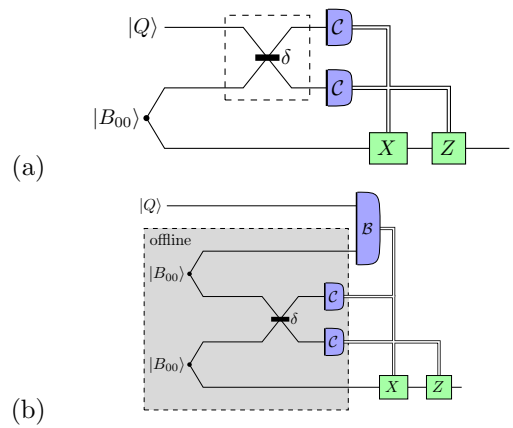 |Q⟩
δ
𝒞
𝒞
|B₀₀⟩
X
Z
(a)
|Q⟩
ℬ
offline
|B₀₀⟩
𝒞
δ
𝒞
|B₀₀⟩
X
Z
(b)